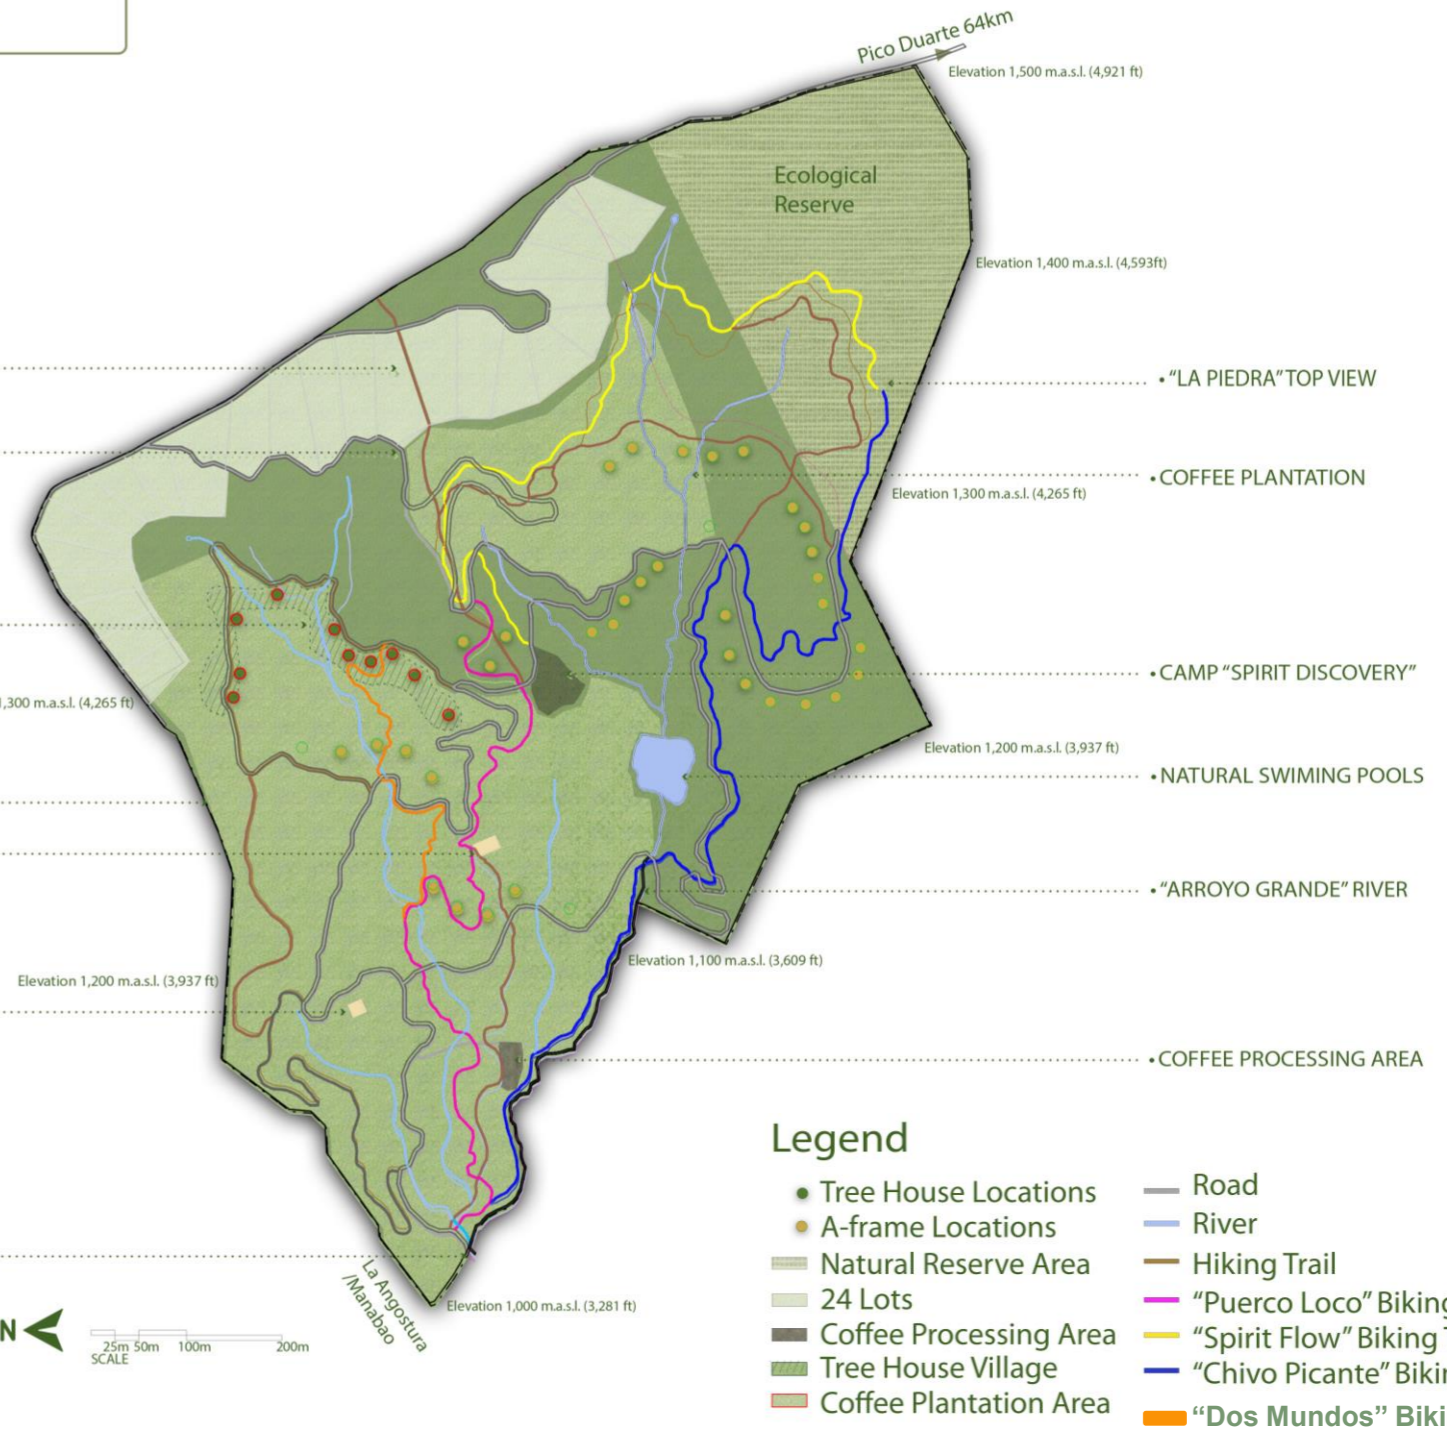 Pico Duarte 64km
Elevation 1,500 m.a.s.l. (4,921 ft)
Ecological
Reserve
Elevation 1,400 m.a.s.l. (4,593ft)
• “LA PIEDRA” TOP VIEW
• COFFEE PLANTATION
Elevation 1,300 m.a.s.l. (4,265 ft)
• CAMP “SPIRIT DISCOVERY”
,300 m.a.s.l. (4,265 ft)
Elevation 1,200 m.a.s.l. (3,937 ft)
• NATURAL SWIMING POOLS
• “ARROYO GRANDE” RIVER
Elevation 1,100 m.a.s.l. (3,609 ft)
Elevation 1,200 m.a.s.l. (3,937 ft)
• COFFEE PROCESSING AREA
La Angostura
/Manabao
Elevation 1,000 m.a.s.l. (3,281 ft)
N
25m 50m 100m 200m
SCALE
Legend
Tree House Locations
A-frame Locations
Natural Reserve Area
24 Lots
Coffee Processing Area
Tree House Village
Coffee Plantation Area
Road
River
Hiking Trail
“Puerco Loco” Biking
“Spirit Flow” Biking
“Chivo Picante” Biki
“Dos Mundos” Biki